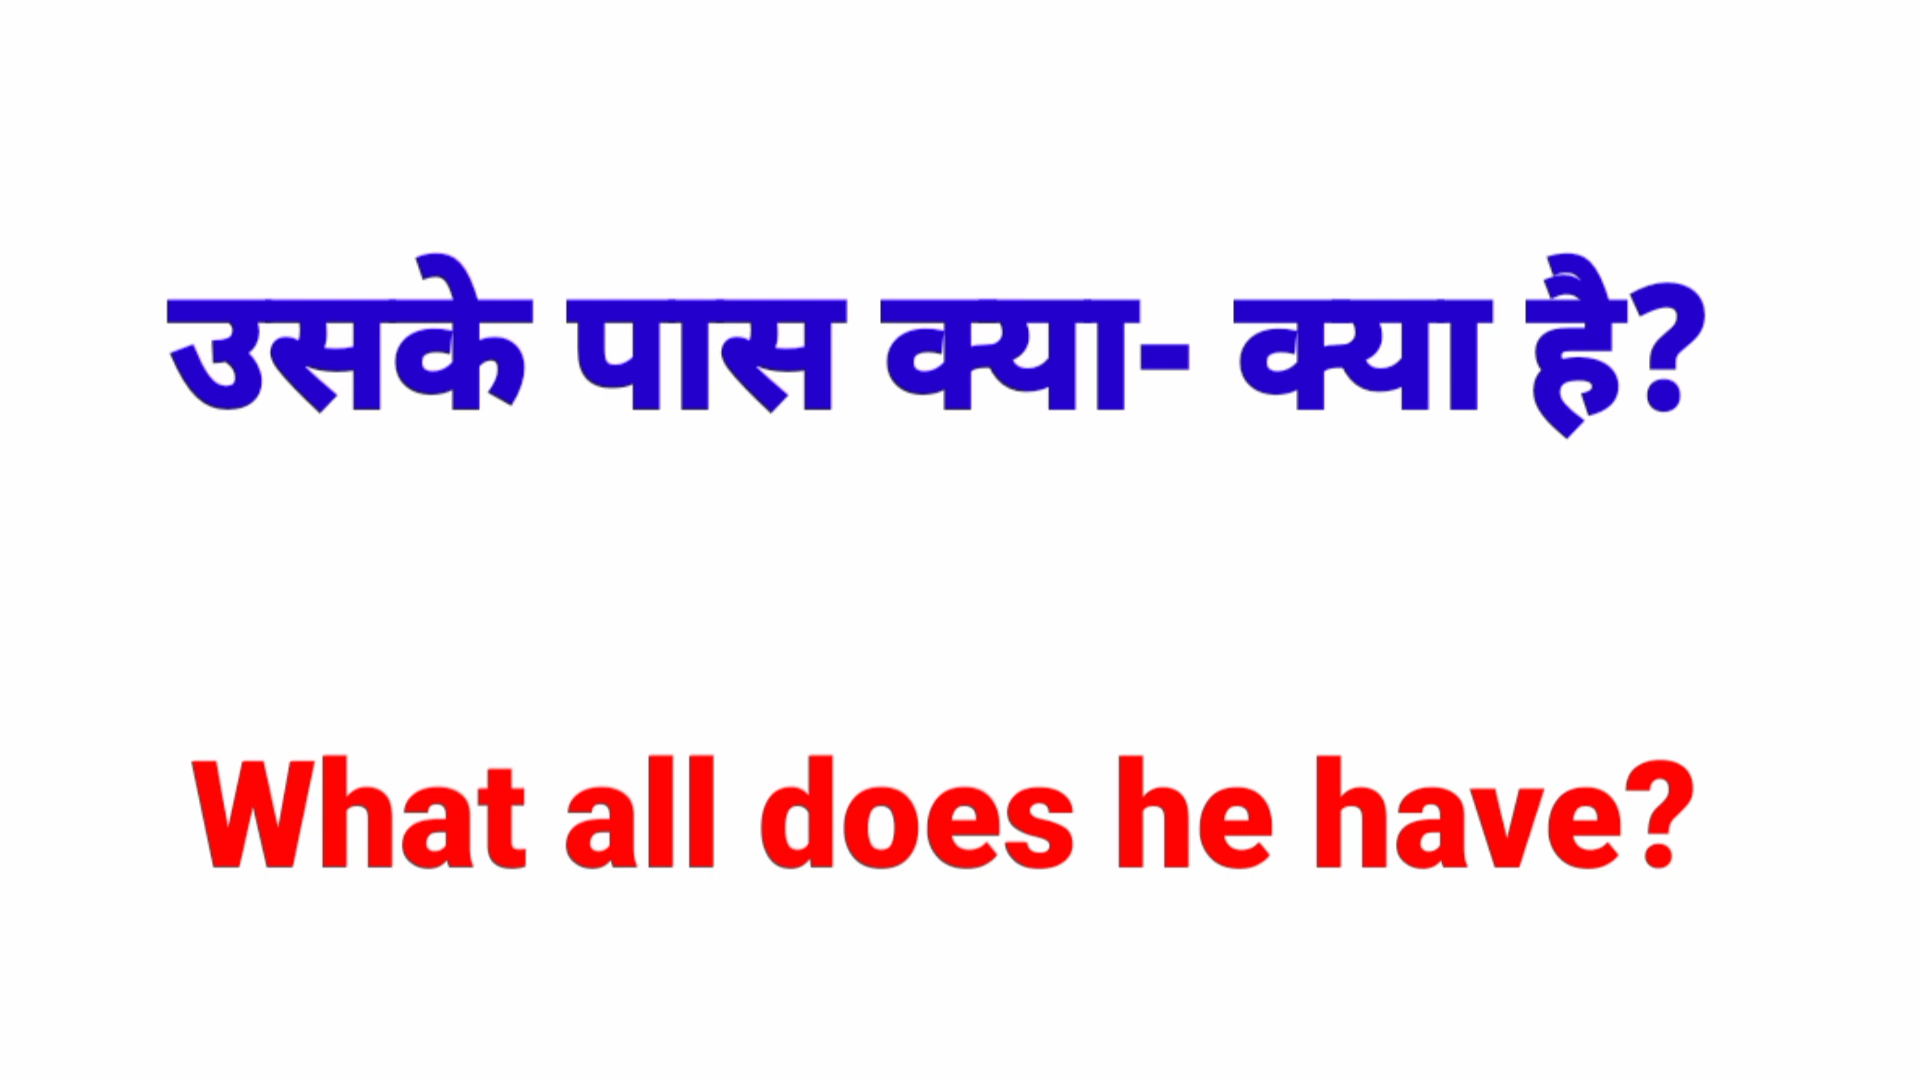 उसके पास क्या- क्या है?
What all does he have?